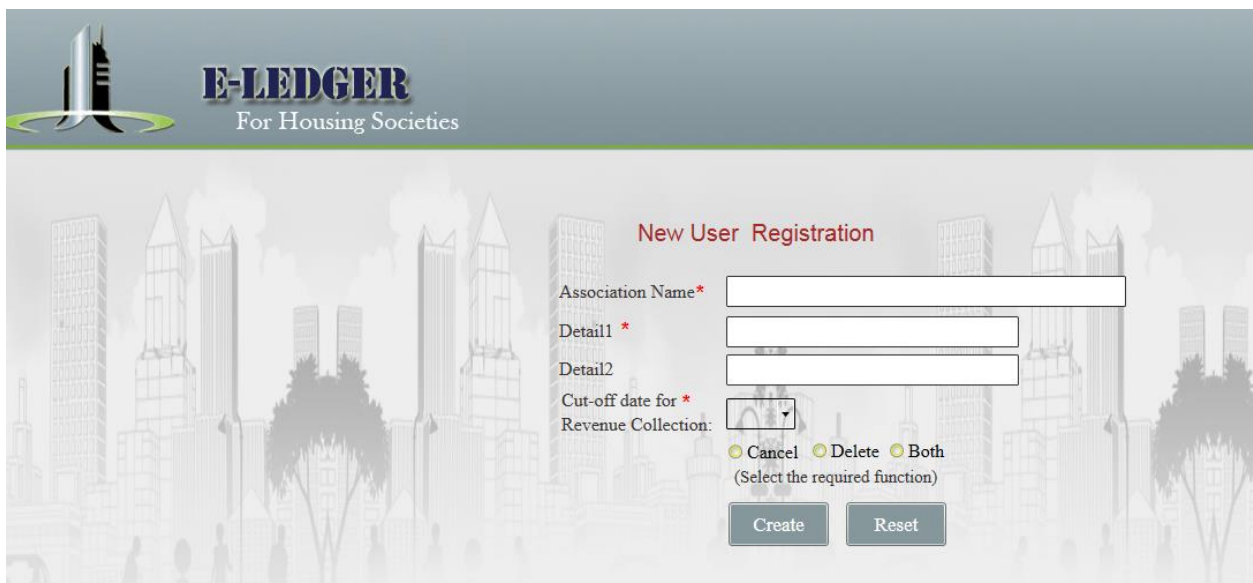 E-LEDGER
For Housing Societies
New User Registration
Association Name*
Detail1 *
Detail2
Cut-off date for *
Revenue Collection:
Cancel Delete Both
(Select the required function)
Create Reset